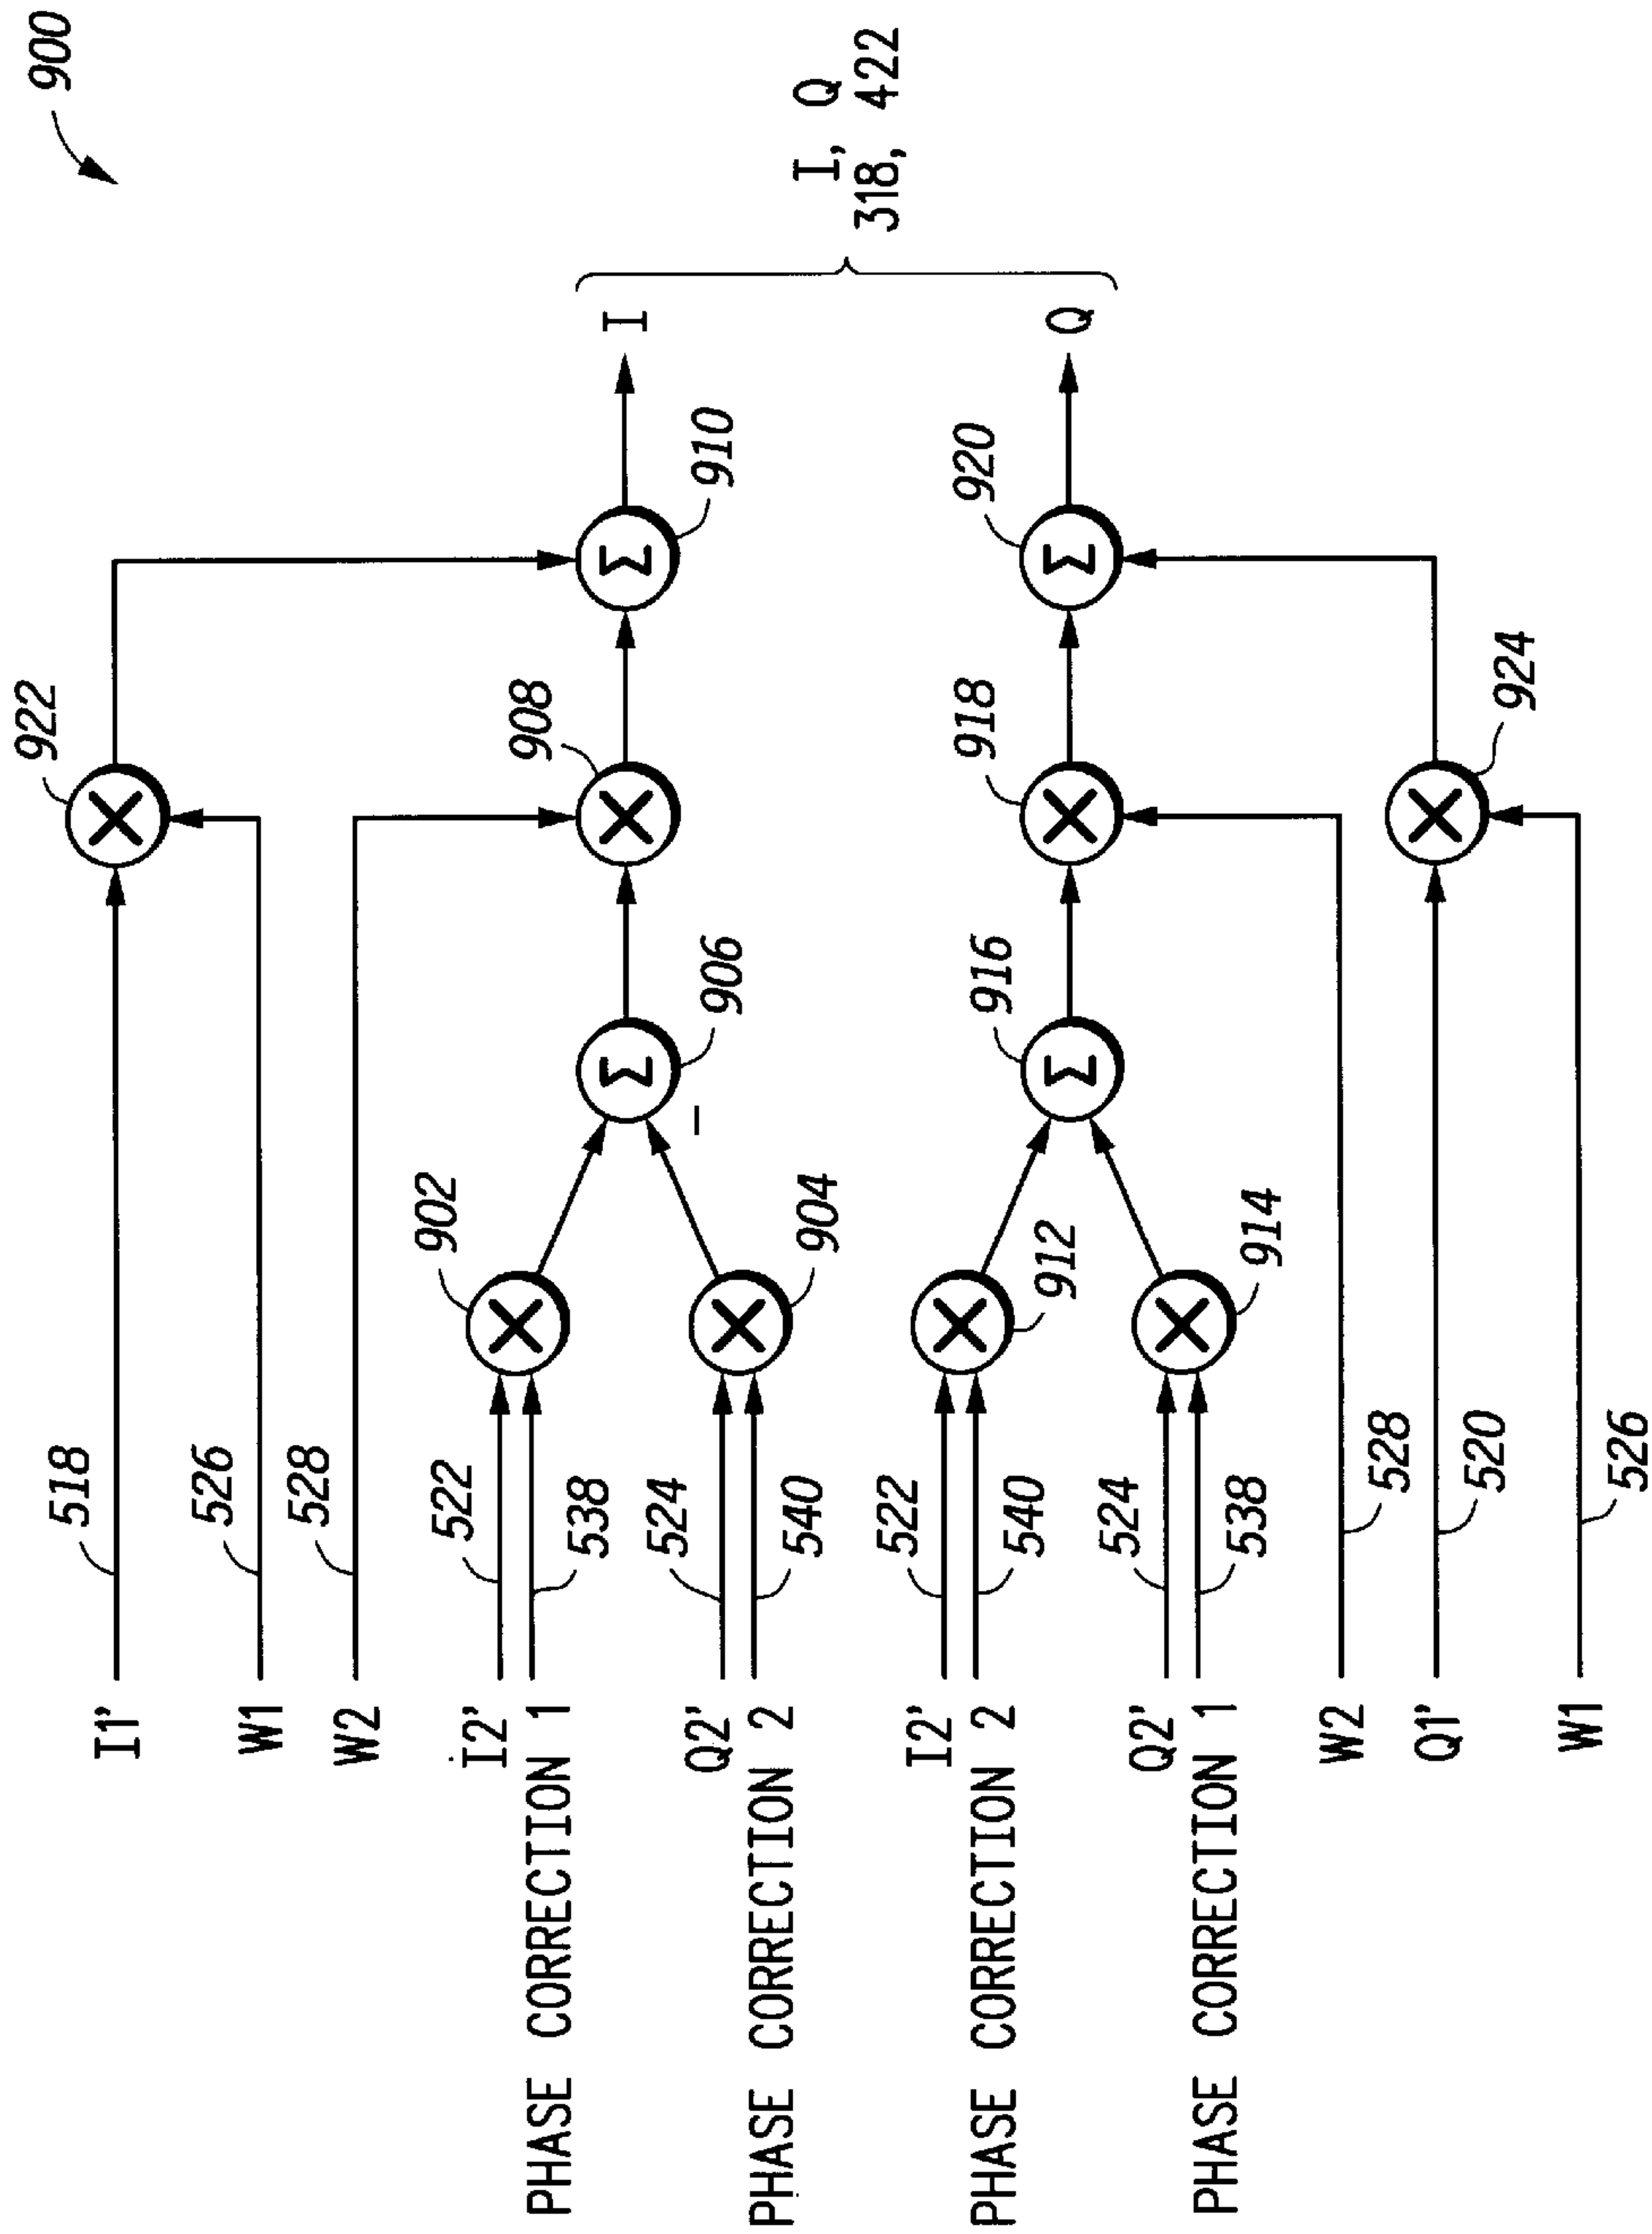 900
922
I1'
518
W1
526
W2
528
908
910
I
902
I2'
522
PHASE CORRECTION 1
538
906
–
Q2'
524
904
PHASE CORRECTION 2
540
I, Q
318, 422
I2'
522
PHASE CORRECTION 2
540
912
916
918
920
Q
Q2'
524
PHASE CORRECTION 1
538
914
W2
528
Q1'
520
924
W1
526
Σ
Σ
Σ
Σ